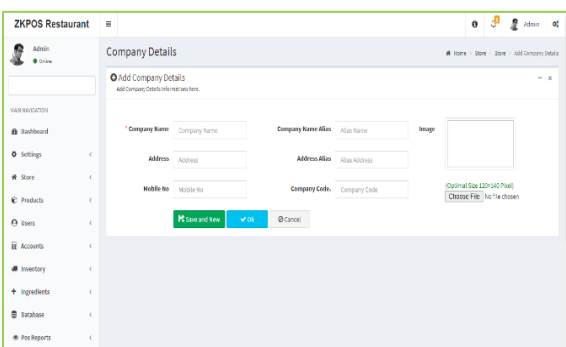 ZKPOS Restaurant
Admin
Admin
Online
Company Details
Home - Store - Store - Add Company Details
Add Company Details
Add Company Details Informations here.
MAIN NAVIGATION
Dashboard
Settings
Store
Products
Users
Accounts
Inventory
Ingredients
Database
Pos Reports
* Company Name Company Name
Company Name Alias Alias Name
Image
Address Address
Address Alias Alias Address
Mobile No Mobile No
Company Code. Company Code
(Optimal Size 120×140 Pixel)
Choose File No file chosen
Save and New
Ok
Cancel